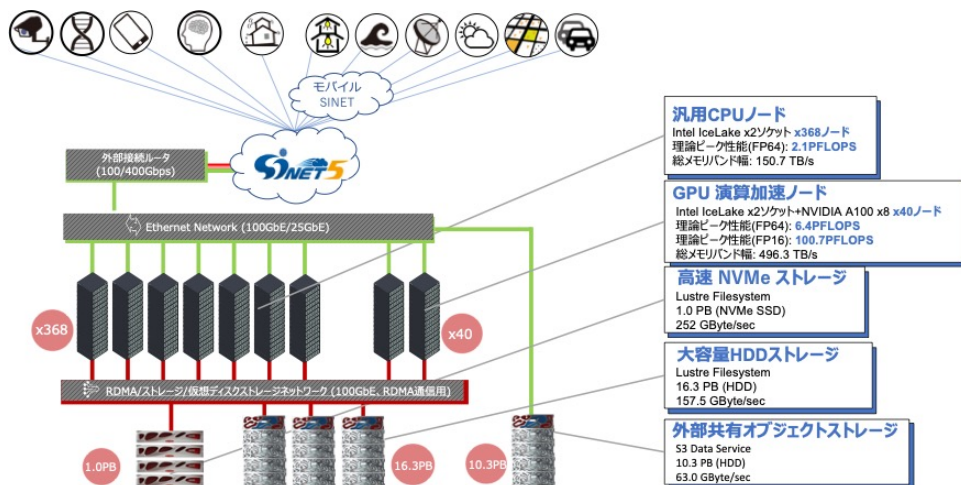 モバイル
SINET
SINET5
外部接続ルータ
(100/400Gbps)
Ethernet Network (100GbE/25GbE)
x368
x40
RDMA/ストレージ/仮想ディスクストレージネットワーク (100GbE、RDMA通信用)
1.0PB
16.3PB
10.3PB
汎用CPUノード
Intel IceLake x2ソケット x368ノード
理論ピーク性能(FP64): 2.1PFLOPS
総メモリバンド幅: 150.7 TB/s
GPU 演算加速ノード
Intel IceLake x2ソケット+NVIDIA A100 x8 x40ノード
理論ピーク性能(FP64): 6.4PFLOPS
理論ピーク性能(FP16): 100.7PFLOPS
総メモリバンド幅: 496.3 TB/s
高速 NVMe ストレージ
Lustre Filesystem
1.0 PB (NVMe SSD)
252 GByte/sec
大容量HDDストレージ
Lustre Filesystem
16.3 PB (HDD)
157.5 GByte/sec
外部共有オブジェクトストレージ
S3 Data Service
10.3 PB (HDD)
63.0 GByte/sec